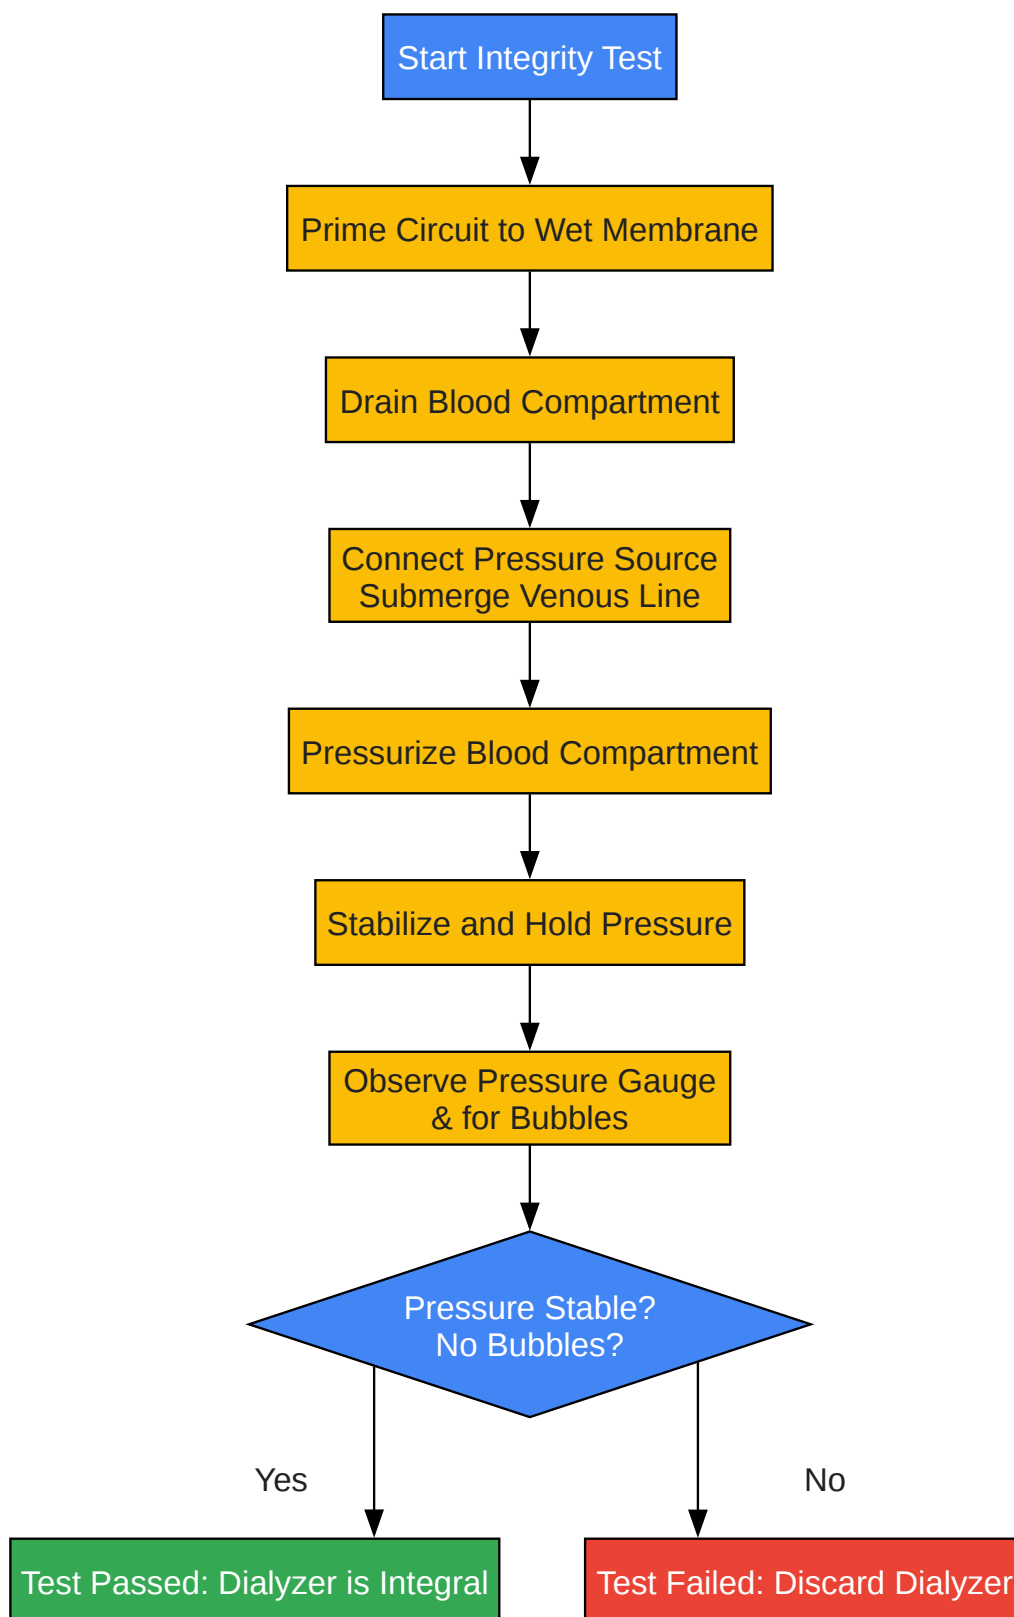 Start Integrity Test
Prime Circuit to Wet Membrane
Drain Blood Compartment
Connect Pressure Source
Submerge Venous Line
Pressurize Blood Compartment
Stabilize and Hold Pressure
Observe Pressure Gauge
& for Bubbles
Pressure Stable?
No Bubbles?
Yes
No
Test Passed: Dialyzer is Integral
Test Failed: Discard Dialyzer